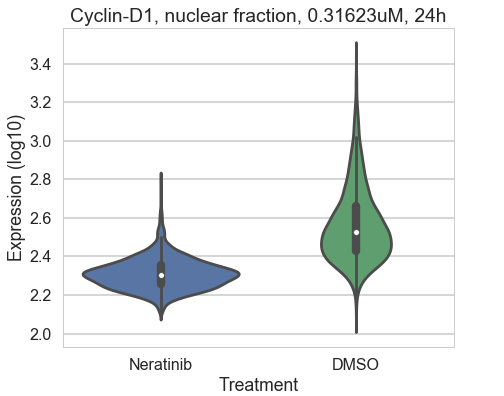 Cyclin-D1, nuclear fraction, 0.31623uM, 24h
Expression (log10)
3.4
3.2
3.0
2.8
2.6
2.4
2.2
2.0
Neratinib DMSO
Treatment